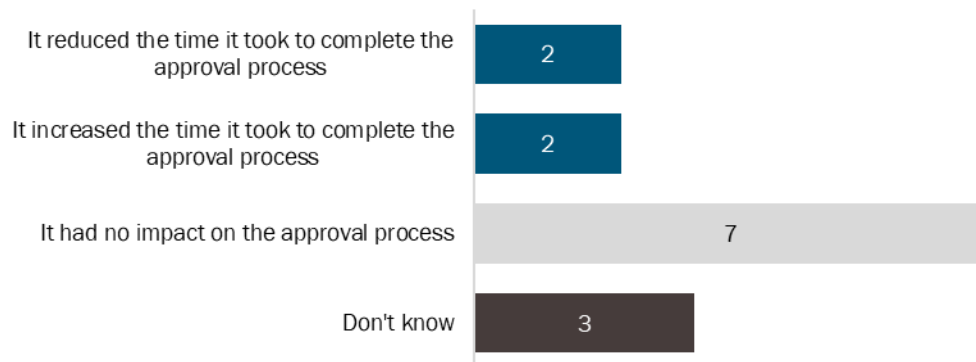 It reduced the time it took to complete the
approval process
2
It increased the time it took to complete the
approval process
2
It had no impact on the approval process
7
Don't know
3